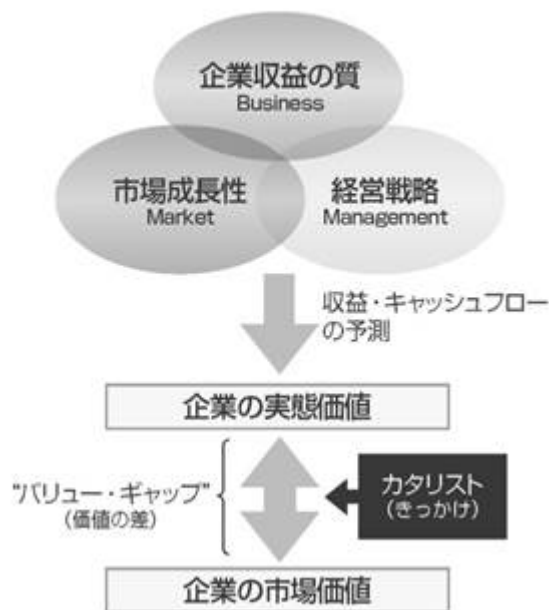 企業収益の質
Business
市場成長性
Market
経営戦略
Management
収益・キャッシュフロー
の予測
企業の実態価値
“バリュー・ギャップ”
(価値の差)
カタリスト
(きっかけ)
企業の市場価値